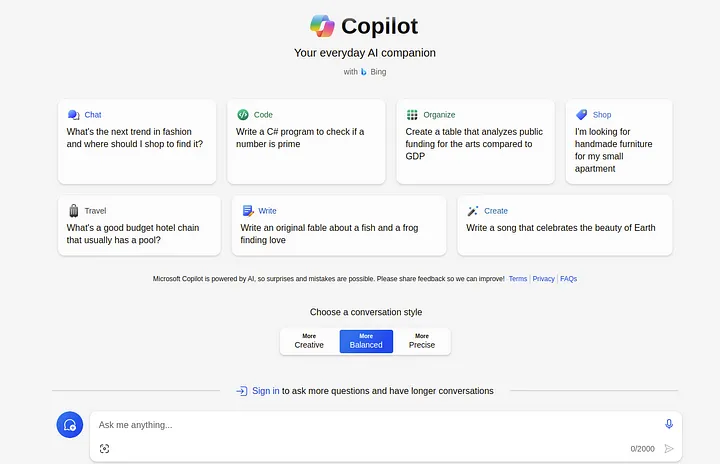 Copilot
Your everyday AI companion
with Bing
Chat
What's the next trend in fashion
and where should I shop to find it?
Code
Write a C# program to check if a
number is prime
Organize
Create a table that analyzes public
funding for the arts compared to
GDP
Shop
I'm looking for
handmade furniture
for my small
apartment
Travel
What's a good budget hotel chain
that usually has a pool?
Write
Write an original fable about a fish and a frog
finding love
Create
Write a song that celebrates the beauty of Earth
Microsoft Copilot is powered by AI, so surprises and mistakes are possible. Please share feedback so we can improve! Terms | Privacy | FAQs
Choose a conversation style
More
Creative
More
Balanced
More
Precise
Sign in to ask more questions and have longer conversations
Ask me anything...
0/2000